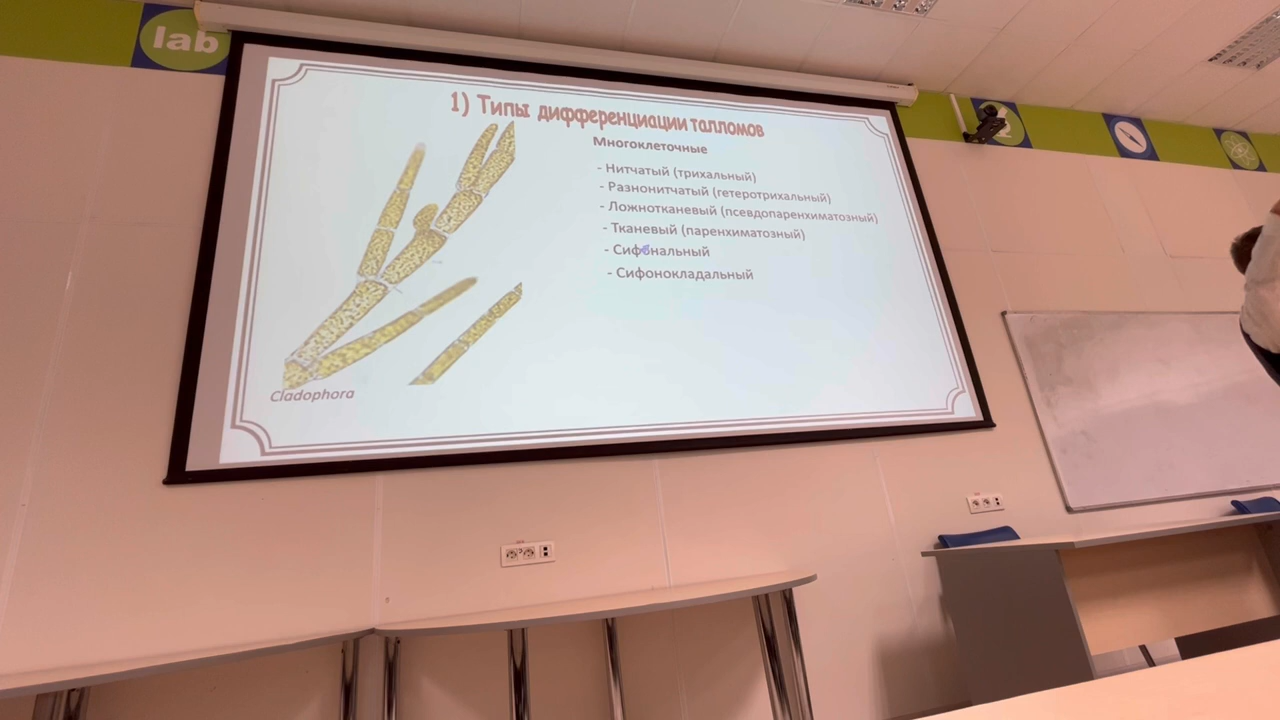 lab
1) Типы дифференциации талломов
Многоклеточные
- Нитчатый (трихальный)
- Разнонитчатый (гетеротрихальный)
- Ложнотканевый (псевдопаренхиматозный)
- Тканевый (паренхиматозный)
- Сифональный
- Сифонокладальный
Cladophora